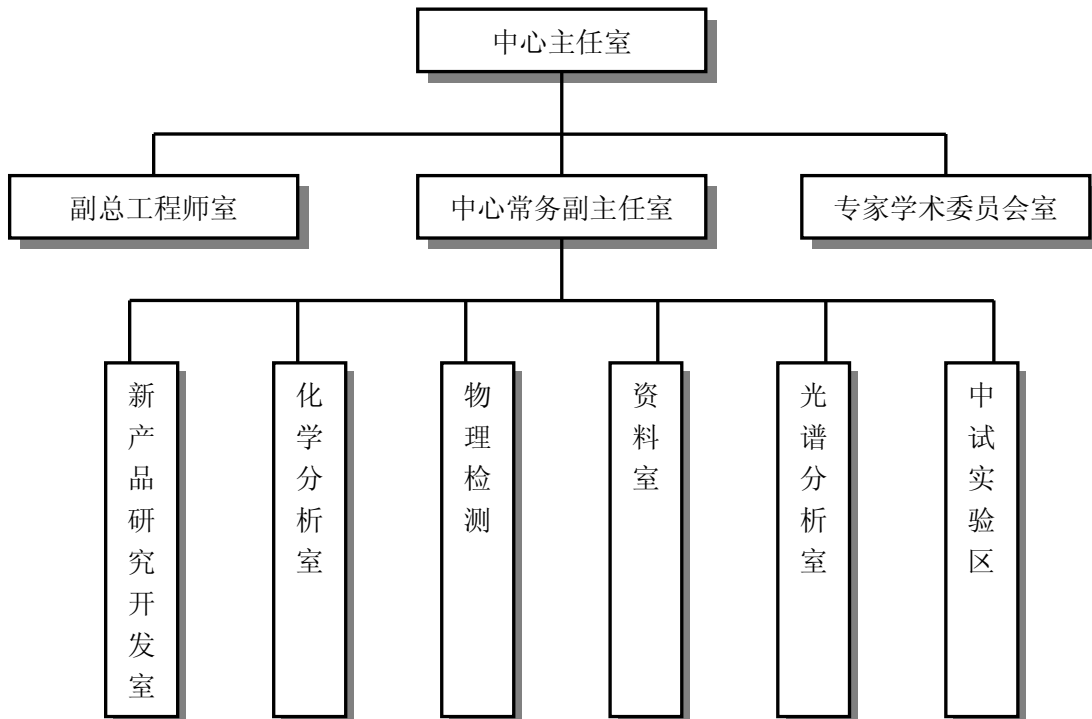 中心主任室
副总工程师室
中心常务副主任室
专家学术委员会室
新产品研究开发室
化学分析室
物理检测
资料室
光谱分析室
中试实验区